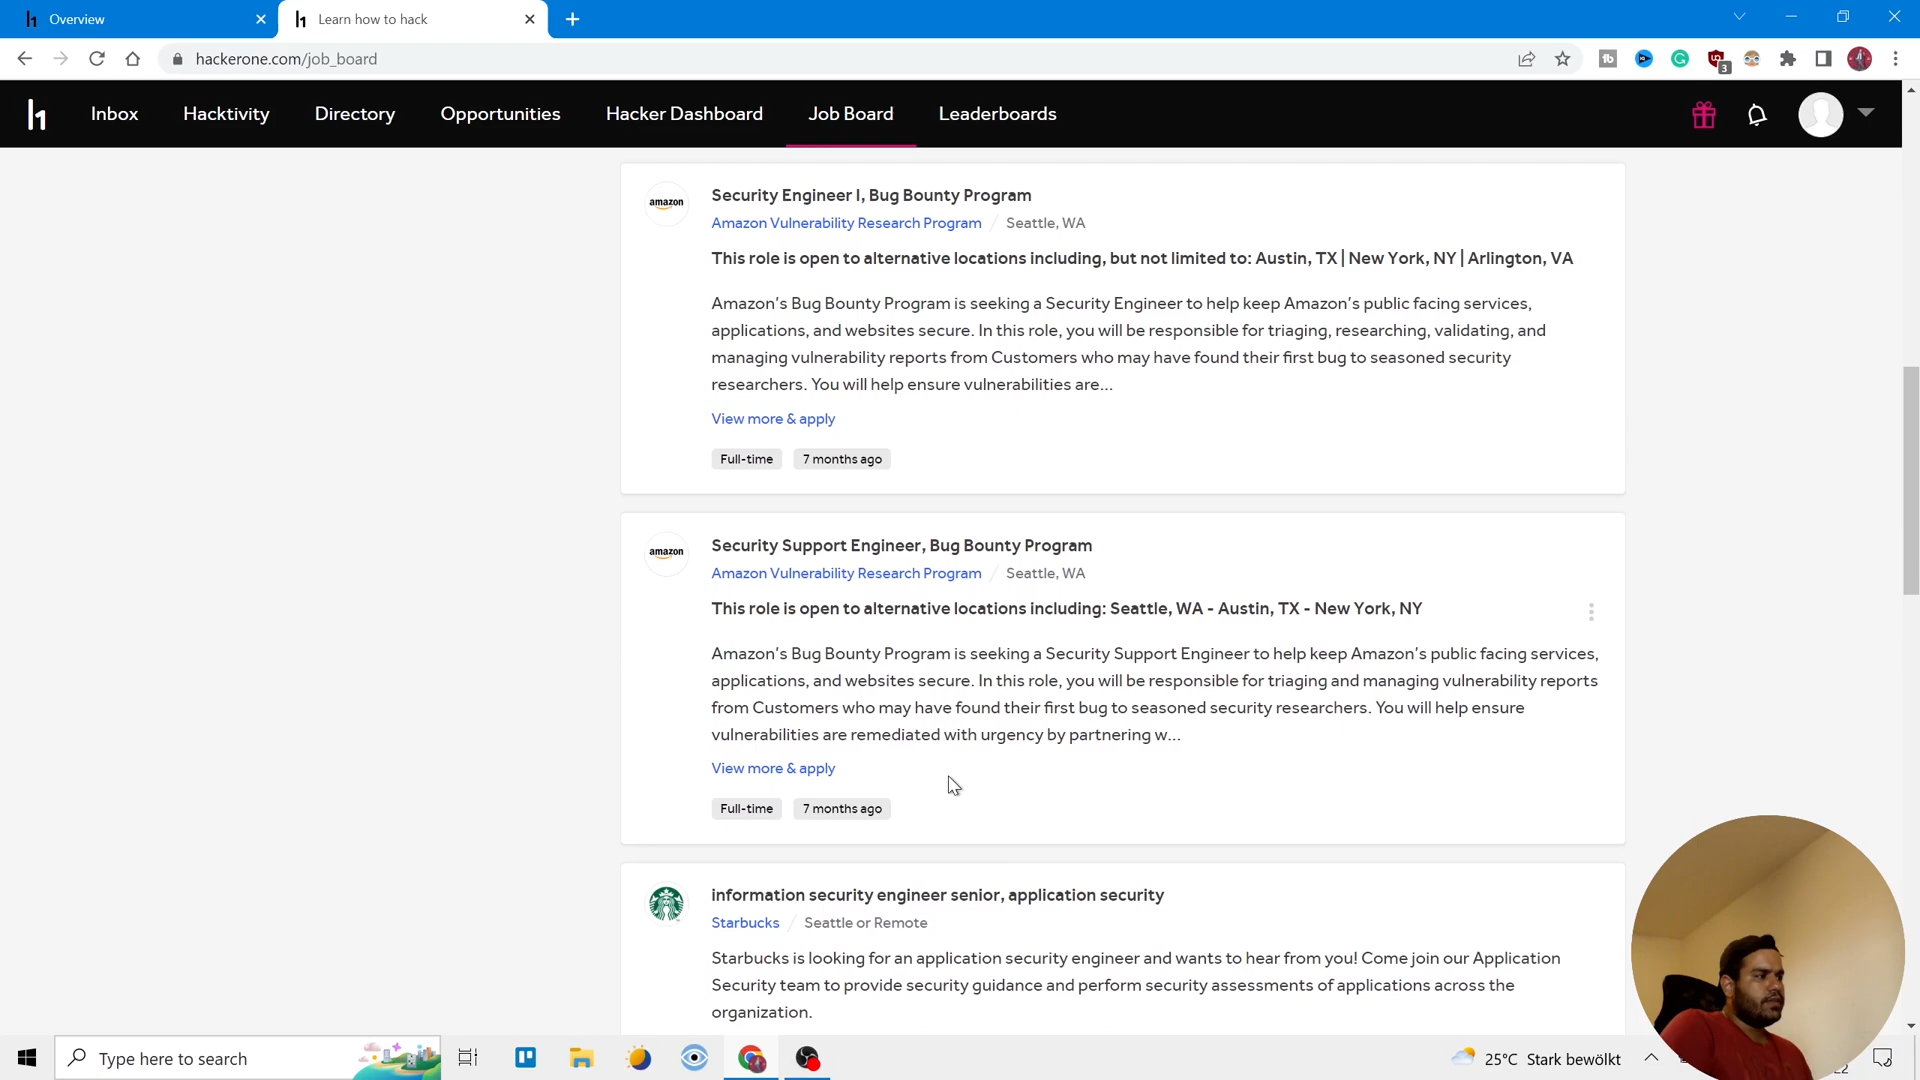 Overview
Learn how to hack
hackerone.com/job_board
3
Inbox
Hacktivity
Directory
Opportunities
Hacker Dashboard
Job Board
Leaderboards
amazon
Security Engineer I, Bug Bounty Program
Amazon Vulnerability Research Program / Seattle, WA
This role is open to alternative locations including, but not limited to: Austin, TX | New York, NY | Arlington, VA
Amazon's Bug Bounty Program is seeking a Security Engineer to help keep Amazon's public facing services,
applications, and websites secure. In this role, you will be responsible for triaging, researching, validating, and
managing vulnerability reports from Customers who may have found their first bug to seasoned security
researchers. You will help ensure vulnerabilities are...
View more & apply
Full-time
7 months ago
amazon
Security Support Engineer, Bug Bounty Program
Amazon Vulnerability Research Program / Seattle, WA
This role is open to alternative locations including: Seattle, WA - Austin, TX - New York, NY
Amazon's Bug Bounty Program is seeking a Security Support Engineer to help keep Amazon's public facing services,
applications, and websites secure. In this role, you will be responsible for triaging and managing vulnerability reports
from Customers who may have found their first bug to seasoned security researchers. You will help ensure
vulnerabilities are remediated with urgency by partnering w...
View more & apply
Full-time
7 months ago
information security engineer senior, application security
Starbucks / Seattle or Remote
Starbucks is looking for an application security engineer and wants to hear from you! Come join our Application
Security team to provide security guidance and perform security assessments of applications across the
organization.
Type here to search
25°C Stark bewölkt